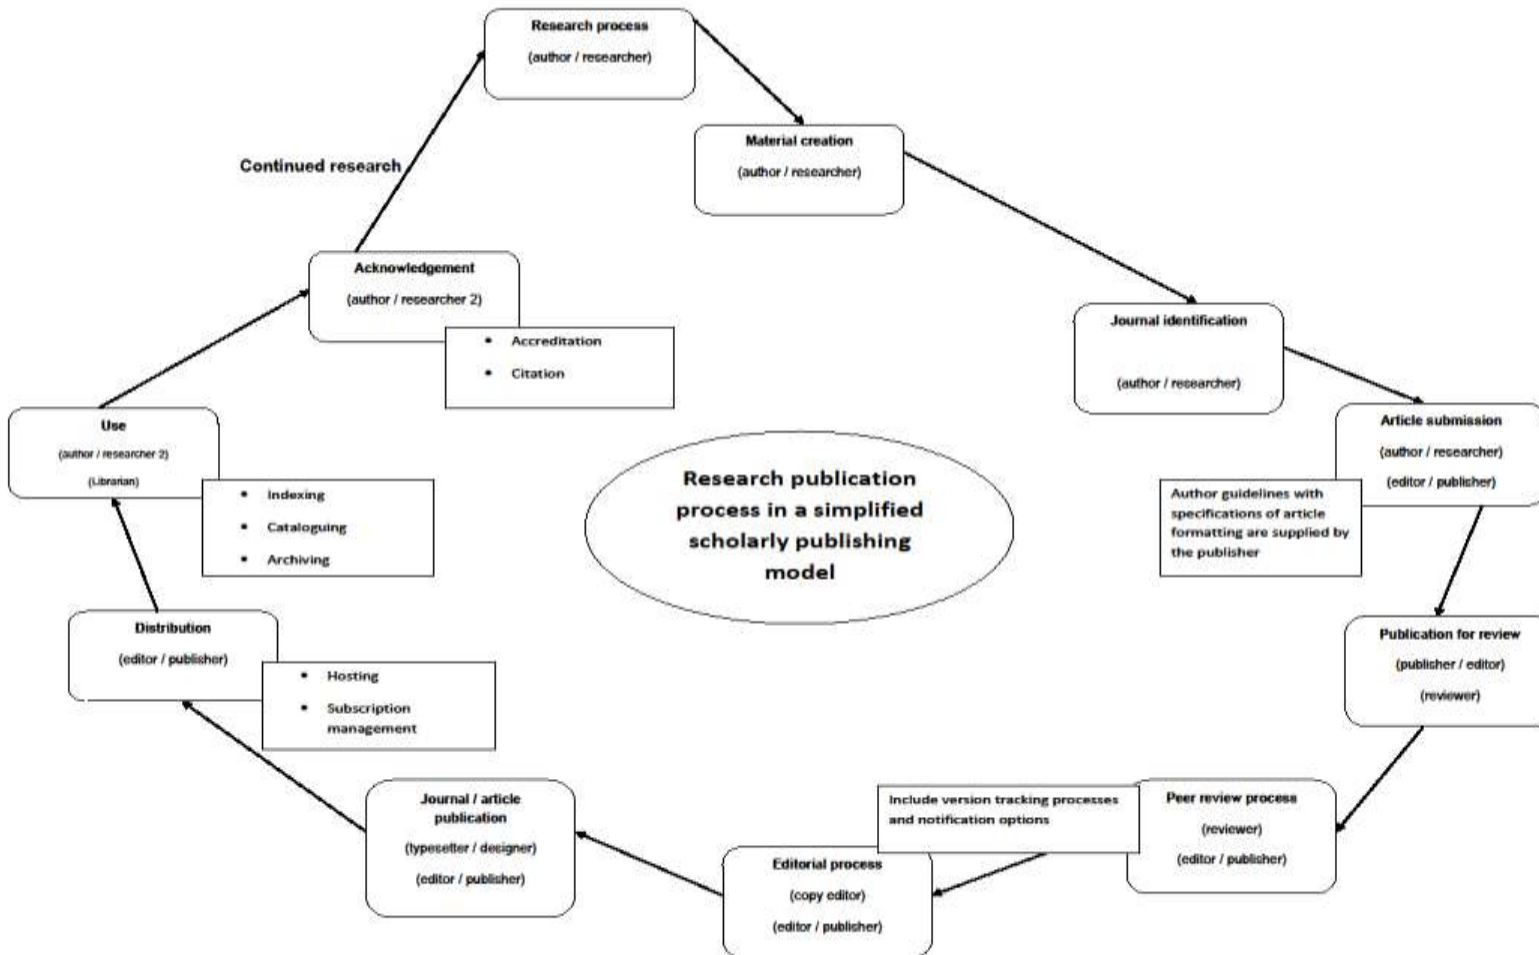 Research process
(author / researcher)
Material creation
(author / researcher)
Continued research
Acknowledgement
(author / researcher 2)
• Accreditation
• Citation
Journal identification
(author / researcher)
Article submission
(author / researcher)
(editor / publisher)
Author guidelines with
specifications of article
formatting are supplied by
the publisher
Use
(author / researcher 2)
(Librarian)
• Indexing
• Cataloguing
• Archiving
Research publication
process in a simplified
scholarly publishing
model
Publication for review
(publisher / editor)
(reviewer)
Distribution
(editor / publisher)
• Hosting
• Subscription
management
Peer review process
(reviewer)
(editor / publisher)
Include version tracking processes
and notification options
Editorial process
(copy editor)
(editor / publisher)
Journal / article
publication
(typesetter / designer)
(editor / publisher)